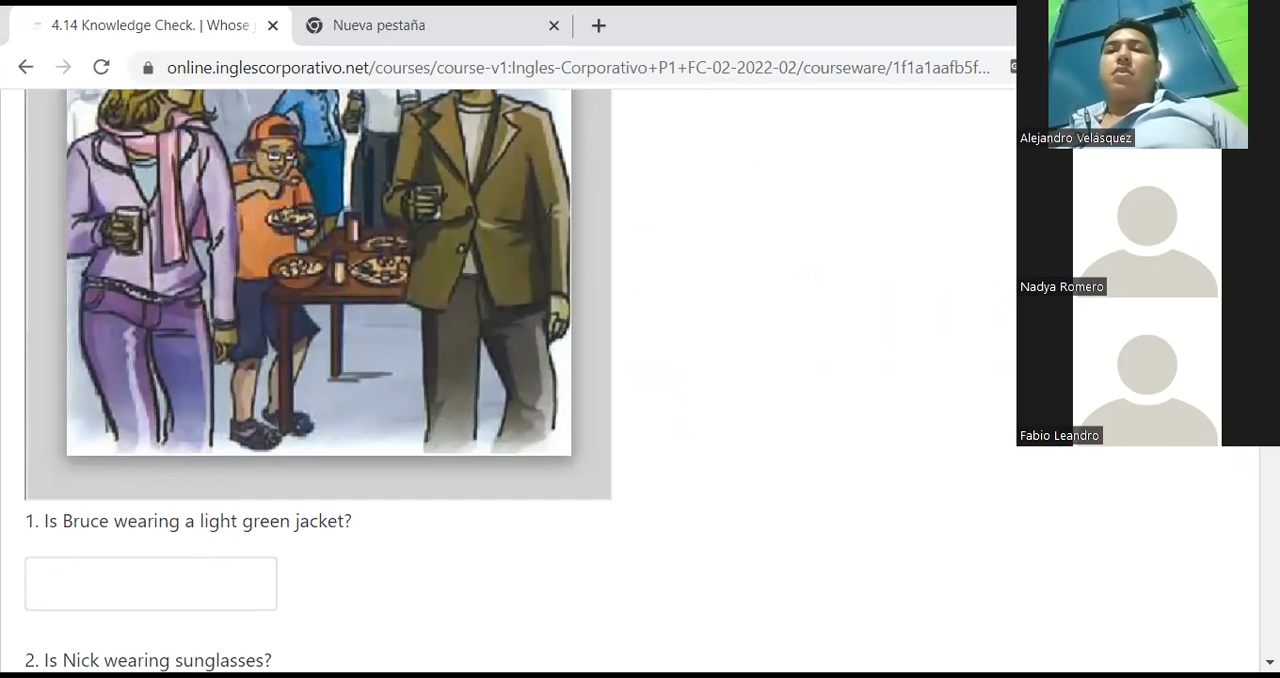 4.14 Knowledge Check. | Whose
Nueva pestaña
online.inglescorporativo.net/courses/course-v1:Ingles-Corporativo+P1+FC-02-2022-02/courseware/1f1a1aafb5f...
Alejandro Velásquez
Nadya Romero
Fabio Leandro
1. Is Bruce wearing a light green jacket?
2. Is Nick wearing sunglasses?